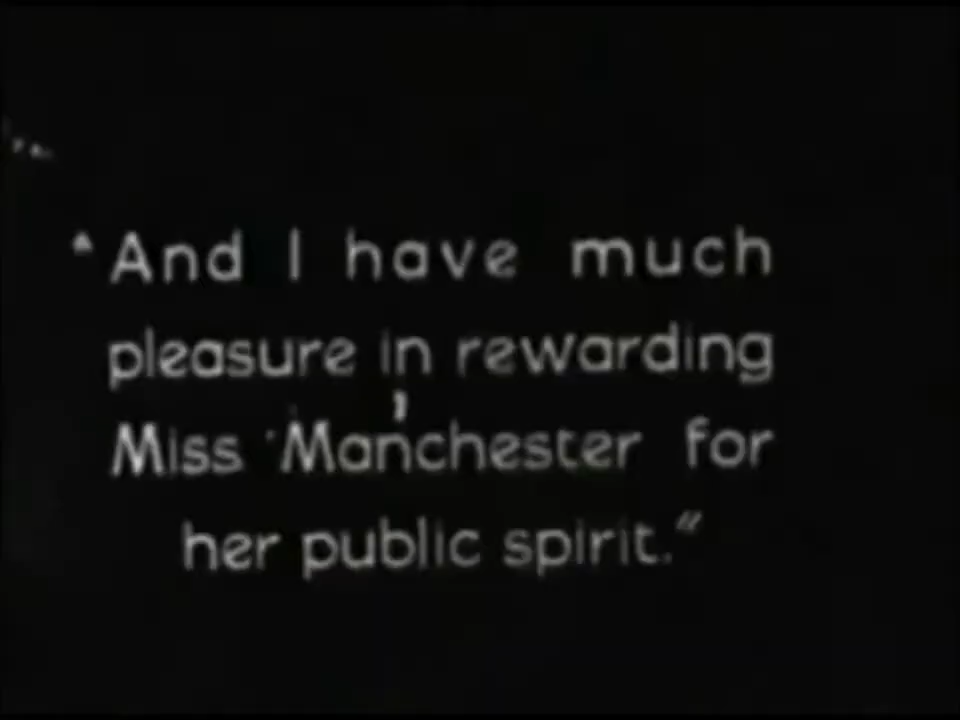 "And I have much
pleasure in rewarding
Miss Manchester for
her public spirit."